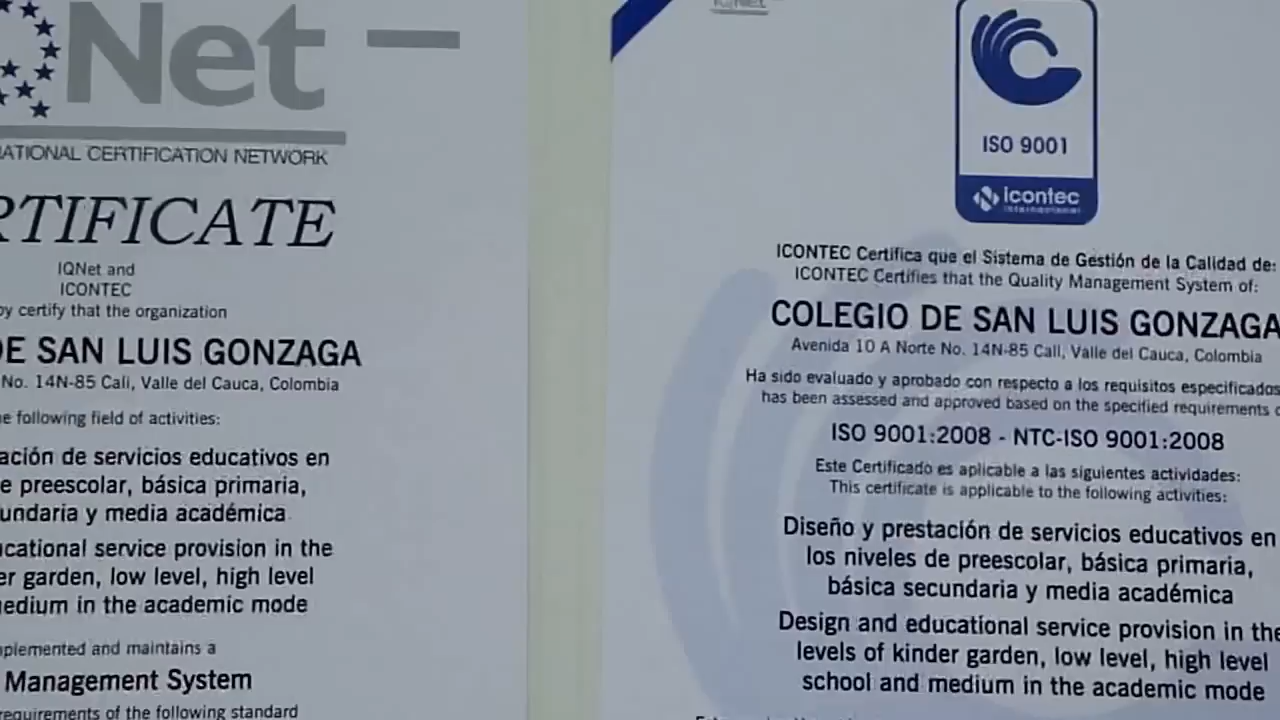 Net
ATIONAL CERTIFICATION NETWORK
RTIFICATE
IQNet and
ICONTEC
by certify that the organization
DE SAN LUIS GONZAGA
No. 14N-85 Cali, Valle del Cauca, Colombia
e following field of activities:
ación de servicios educativos en
e preescolar, básica primaria,
undaria y media académica
ucational service provision in the
er garden, low level, high level
medium in the academic mode
plemented and maintains a
Management System
requirements of the following standard
IQNet
ISO 9001
icontec
internacional
ICONTEC Certifica que el Sistema de Gestión de la Calidad de:
ICONTEC Certifies that the Quality Management System of:
COLEGIO DE SAN LUIS GONZAGA
Avenida 10 A Norte No. 14N-85 Cali, Valle del Cauca, Colombia
Ha sido evaluado y aprobado con respecto a los requisitos especificados
has been assessed and approved based on the specified requirements o
ISO 9001:2008 - NTC-ISO 9001:2008
Este Certificado es aplicable a las siguientes actividades:
This certificate is applicable to the following activities:
Diseño y prestación de servicios educativos en
los niveles de preescolar, básica primaria,
básica secundaria y media académica
Design and educational service provision in the
levels of kinder garden, low level, high level
school and medium in the academic mode